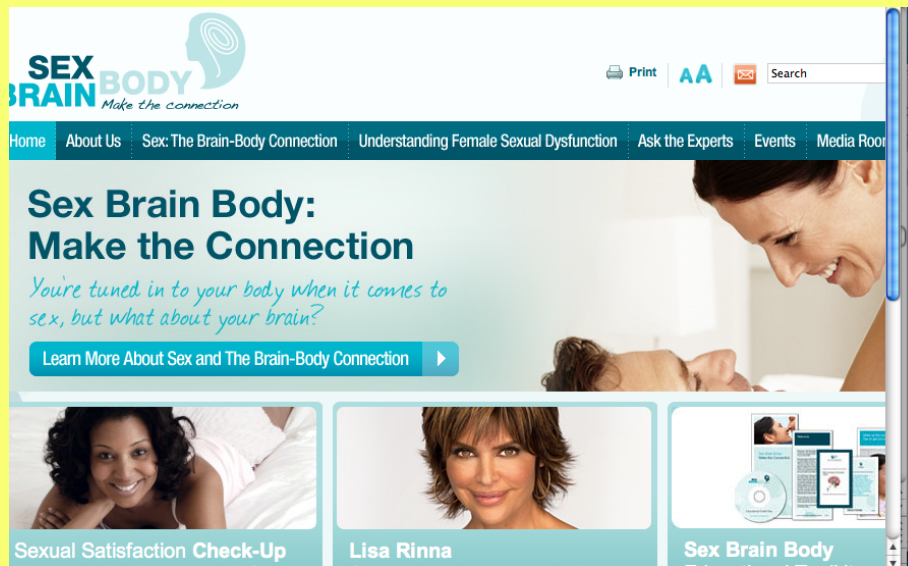 SEX
BRAIN BODY
Make the connection
Print
A A
Search
Home
About Us
Sex: The Brain-Body Connection
Understanding Female Sexual Dysfunction
Ask the Experts
Events
Media Roo
Sex Brain Body:
Make the Connection
You're tuned in to your body when it comes to
sex, but what about your brain?
Learn More About Sex and The Brain-Body Connection
Sexual Satisfaction Check-Up
Lisa Rinna
Sex Brain Body